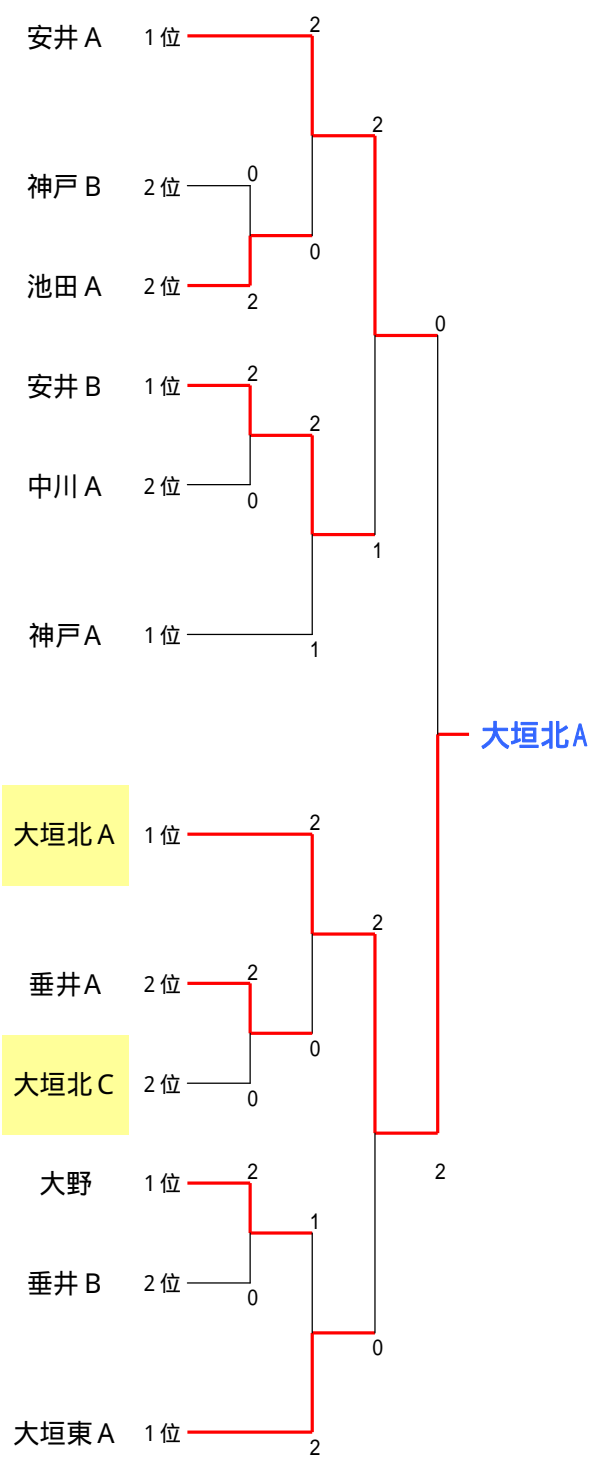 安井A 1位 2
2
神戸B 2位 0
0
池田A 2位 2
0
安井B 1位 2
2
中川A 2位 0
1
神戸A 1位 1
大垣北A
大垣北A 1位 2
2
垂井A 2位 2
0
大垣北C 2位 0
2
大野 1位 2
1
垂井B 2位 0
0
大垣東A 1位 2